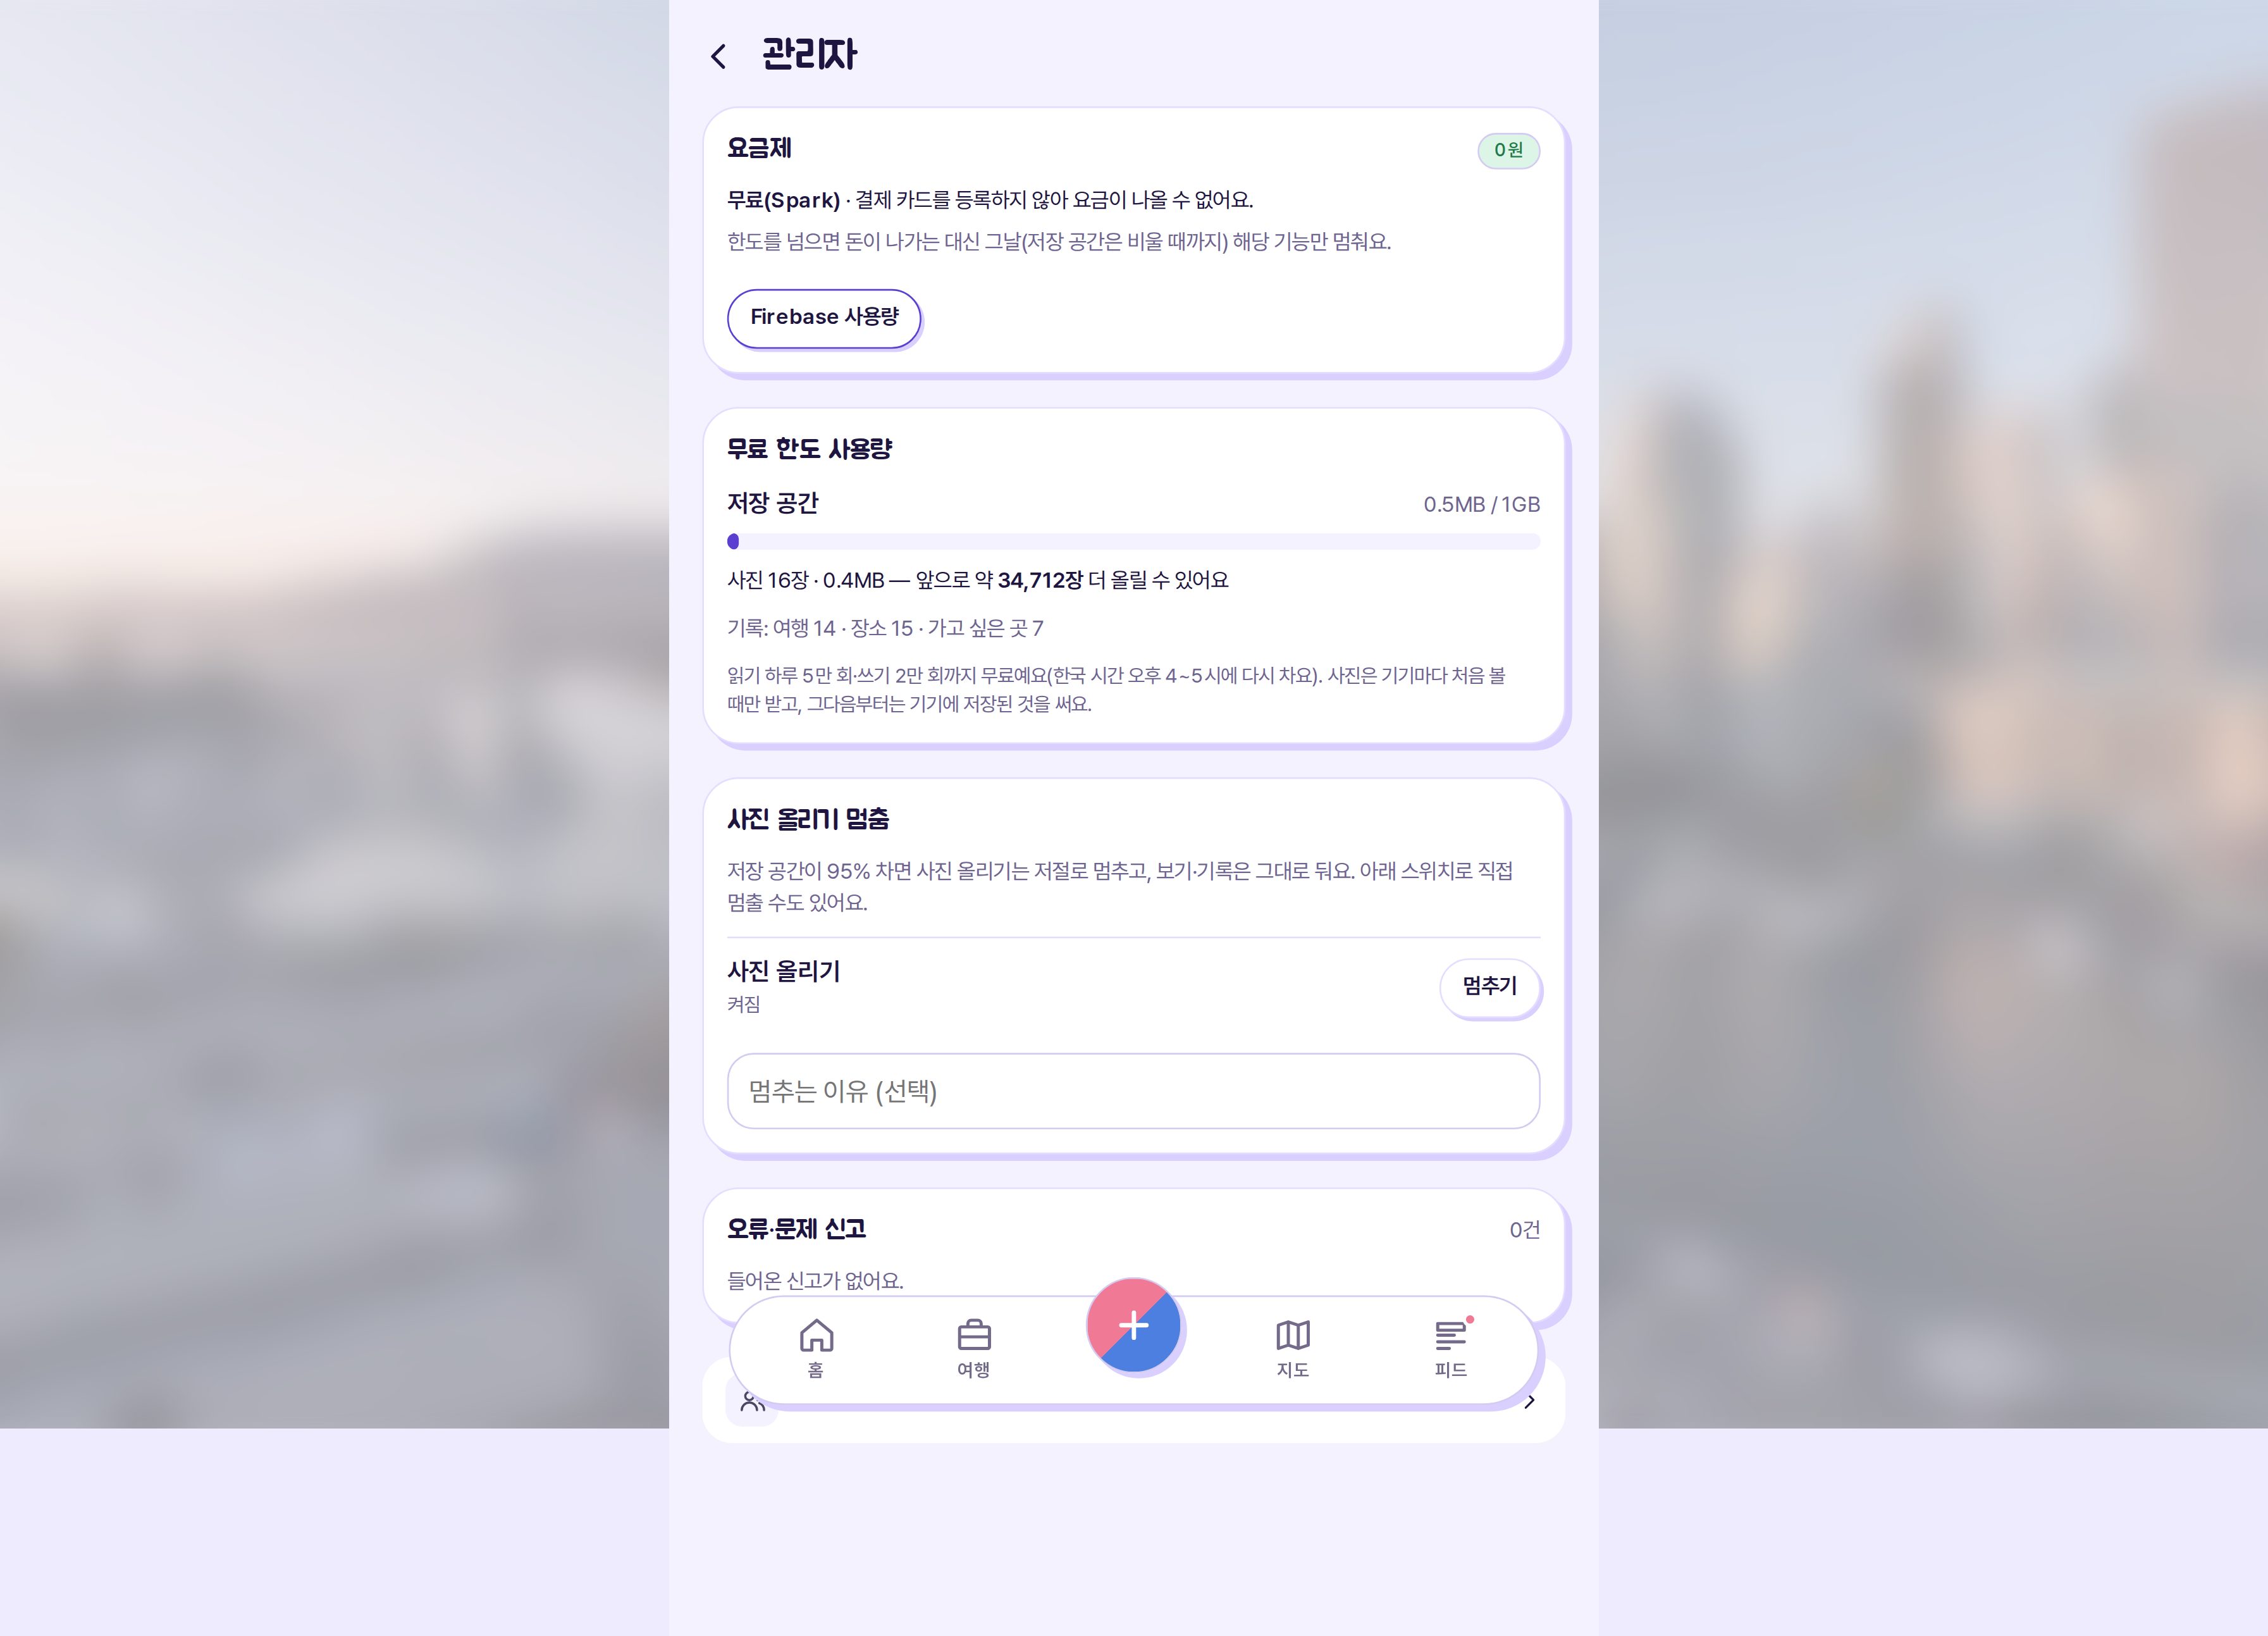 관리자
요금제
0원
무료(Spark) · 결제 카드를 등록하지 않아 요금이 나올 수 없어요.
한도를 넘으면 돈이 나가는 대신 그날(저장 공간은 비울 때까지) 해당 기능만 멈춰요.
Firebase 사용량
무료 한도 사용량
저장 공간
0.5MB / 1GB
사진 16장 · 0.4MB — 앞으로 약 34,712장 더 올릴 수 있어요
기록: 여행 14 · 장소 15 · 가고 싶은 곳 7
읽기 하루 5만 회·쓰기 2만 회까지 무료예요(한국 시간 오후 4~5시에 다시 차요). 사진은 기기마다 처음 볼
때만 받고, 그다음부터는 기기에 저장된 것을 써요.
사진 올리기 멈춤
저장 공간이 95% 차면 사진 올리기는 저절로 멈추고, 보기·기록은 그대로 둬요. 아래 스위치로 직접
멈출 수도 있어요.
사진 올리기
켜짐
멈추기
멈추는 이유 (선택)
오류·문제 신고
0건
들어온 신고가 없어요.
홈
여행
지도
피드